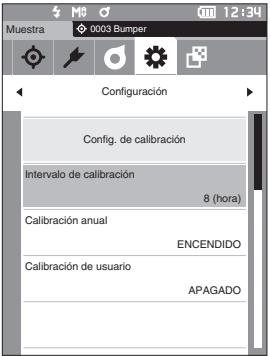 M0 12:34
Muestra 0003 Bumper
Configuración
Config. de calibración
Intervalo de calibración
8 (hora)
Calibración anual
ENCENDIDO
Calibración de usuario
APAGADO